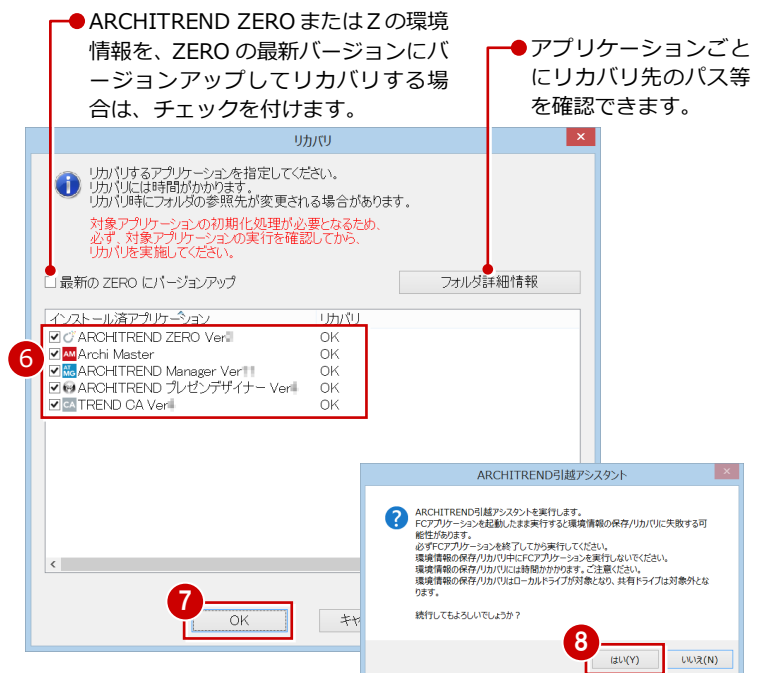 ARCHITREND ZERO またはＺの環境
情報を、ZERO の最新バージョンにバ
ージョンアップしてリカバリする場
合は、チェックを付けます。
アプリケーションごと
にリカバリ先のパス等
を確認できます。
リカバリ
リカバリするアプリケーションを指定してください。
リカバリには時間がかかります。
リカバリ時にフォルダの参照先が変更される場合があります。
対象アプリケーションの初期化処理が必要となるため、
必ず、対象アプリケーションの実行を確認してから、
リカバリを実施してください。
最新の ZERO にバージョンアップ
フォルダ詳細情報
インストール済アプリケーション リカバリ
ARCHITREND ZERO Ver OK
AM Archi Master OK
AT MG ARCHITREND Manager Ver OK
ARCHITREND プレゼンデザイナー Ver OK
CA TREND CA Ver OK
6
7
OK
キャ
ARCHITREND引越アシスタント
ARCHITREND引越アシスタントを実行します。
FCアプリケーションを起動したまま実行すると環境情報の保存/リカバリに失敗する可
能性があります。
必ずFCアプリケーションを終了してから実行してください。
環境情報の保存/リカバリ中にFCアプリケーションを実行しないでください。
環境情報の保存/リカバリには時間かかかります。ご注意ください。
環境情報の保存/リカバリはローカルドライブが対象となり、共有ドライブは対象外とな
ります。
続行してもよろしいでしょうか？
8
はい(Y)
いいえ(N)